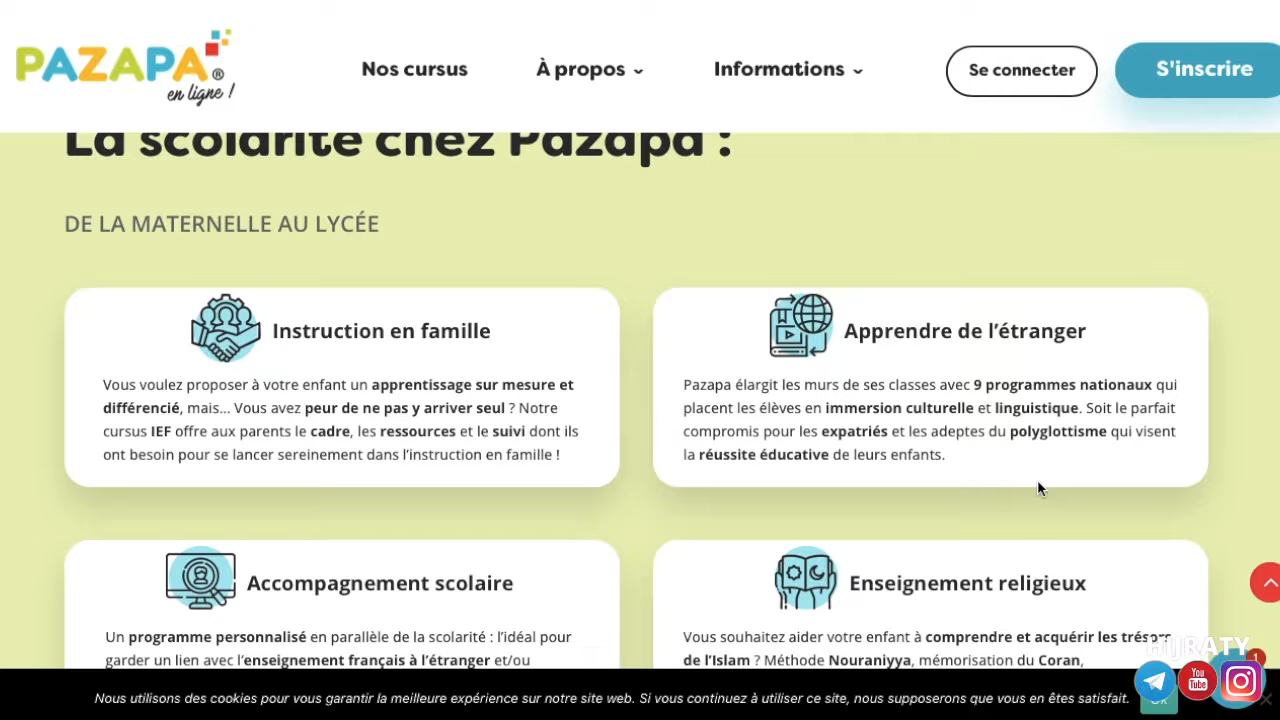 PAZAPA®
en ligne !
Nos cursus
À propos
Informations
Se connecter
S'inscrire
La scolarité chez Pazapa :
DE LA MATERNELLE AU LYCÉE
Instruction en famille
Vous voulez proposer à votre enfant un apprentissage sur mesure et
différencié, mais... Vous avez peur de ne pas y arriver seul ? Notre
cursus IEF offre aux parents le cadre, les ressources et le suivi dont ils
ont besoin pour se lancer sereinement dans l'instruction en famille !
Apprendre de l'étranger
Pazapa élargit les murs de ses classes avec 9 programmes nationaux qui
placent les élèves en immersion culturelle et linguistique. Soit le parfait
compromis pour les expatriés et les adeptes du polyglottisme qui visent
la réussite éducative de leurs enfants.
Accompagnement scolaire
Un programme personnalisé en parallèle de la scolarité : l'idéal pour
garder un lien avec l'enseignement français à l'étranger et/ou
Enseignement religieux
Vous souhaitez aider votre enfant à comprendre et acquérir les trésors
de l'Islam ? Méthode Nouraniyya, mémorisation du Coran,
HIJRATY
1
You
Tube
Nous utilisons des cookies pour vous garantir la meilleure expérience sur notre site web. Si vous continuez à utiliser ce site, nous supposerons que vous en êtes satisfait.